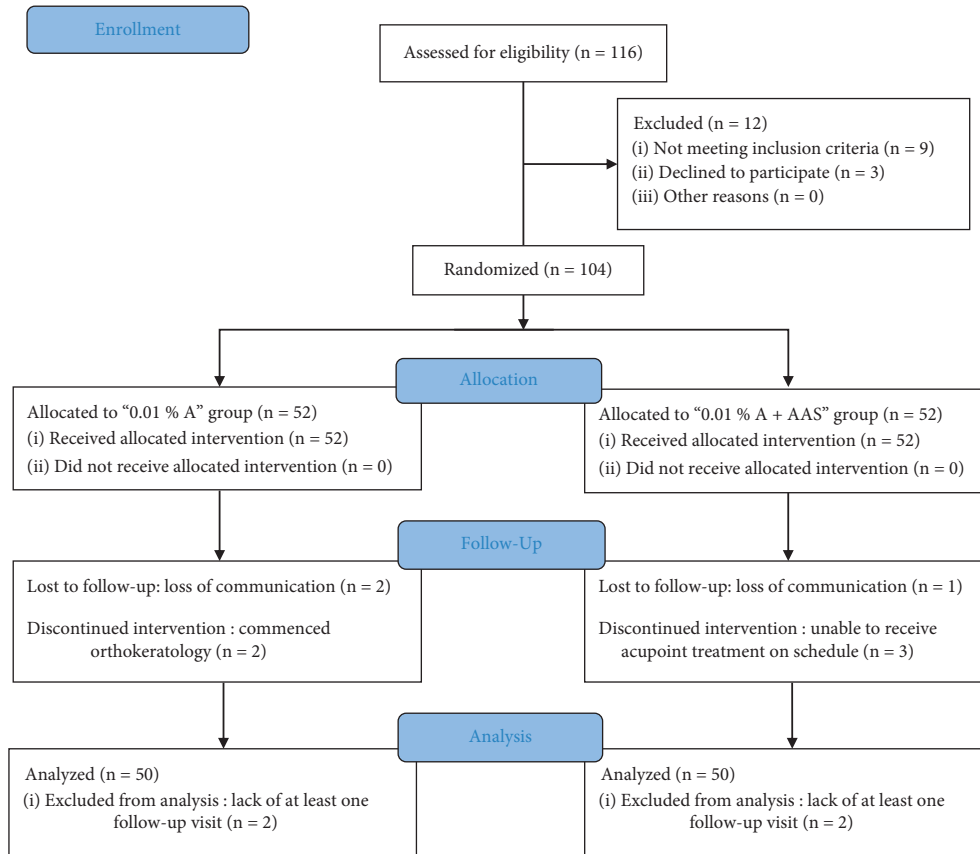 Enrollment
Assessed for eligibility (n = 116)
Excluded (n = 12)
(i) Not meeting inclusion criteria (n = 9)
(ii) Declined to participate (n = 3)
(iii) Other reasons (n = 0)
Randomized (n = 104)
Allocation
Allocated to “0.01 % A” group (n = 52)
(i) Received allocated intervention (n = 52)
(ii) Did not receive allocated intervention (n = 0)
Allocated to “0.01 % A + AAS” group (n = 52)
(i) Received allocated intervention (n = 52)
(ii) Did not receive allocated intervention (n = 0)
Follow-Up
Lost to follow-up: loss of communication (n = 2)
Discontinued intervention : commenced
orthokeratology (n = 2)
Lost to follow-up: loss of communication (n = 1)
Discontinued intervention : unable to receive
acupoint treatment on schedule (n = 3)
Analysis
Analyzed (n = 50)
(i) Excluded from analysis : lack of at least one
follow-up visit (n = 2)
Analyzed (n = 50)
(i) Excluded from analysis : lack of at least one
follow-up visit (n = 2)